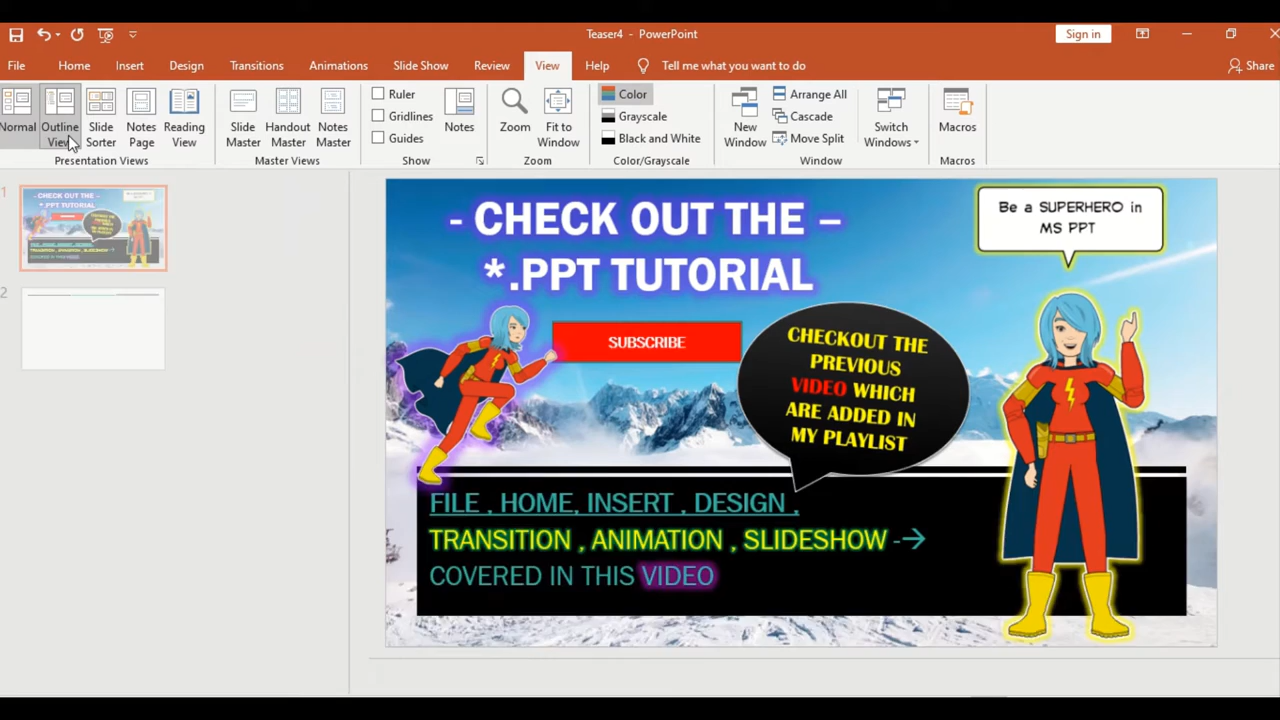 Teaser4 - PowerPoint
Sign in
File Home Insert Design Transitions Animations Slide Show Review View Help Tell me what you want to do Share
Normal
Outline View
Slide Sorter
Notes Page
Reading View
Presentation Views
Slide Master
Handout Master
Notes Master
Master Views
Ruler
Gridlines
Guides
Show
Notes
Zoom
Fit to Window
Zoom
Color
Grayscale
Black and White
Color/Grayscale
New Window
Arrange All
Cascade
Move Split
Switch Windows
Window
Macros
Macros
1
- CHECK OUT THE –
*.PPT TUTORIAL
2
- CHECK OUT THE –
*.PPT TUTORIAL
Be a SUPERHERO in
MS PPT
SUBSCRIBE
CHECKOUT THE
PREVIOUS
VIDEO WHICH
ARE ADDED IN
MY PLAYLIST
FILE , HOME, INSERT , DESIGN ,
TRANSITION , ANIMATION , SLIDESHOW -→
COVERED IN THIS VIDEO